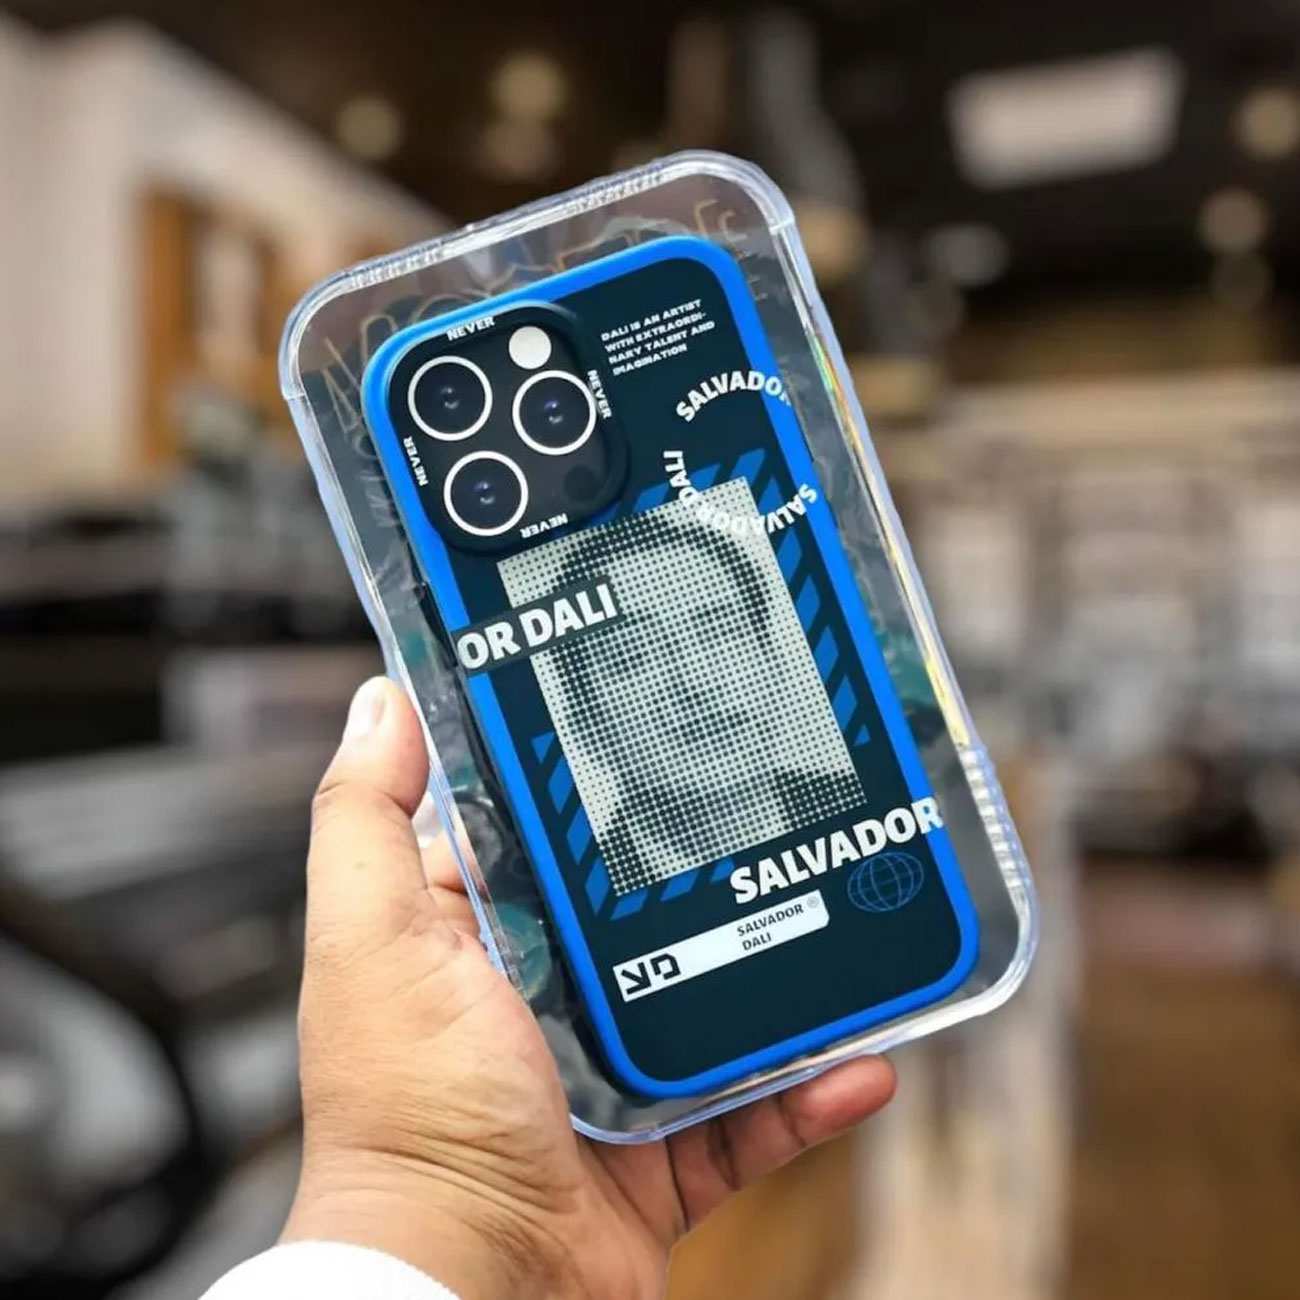 NEVER
NEVER
NEVER
NEVER
DALI IS AN ARTIST
WITH EXTRAORDI-
NARY TALENT AND
IMAGINATION
SALVADOR
DALI
SALVADOR
OR DALI
SALVADOR
SALVADOR ®
DALI